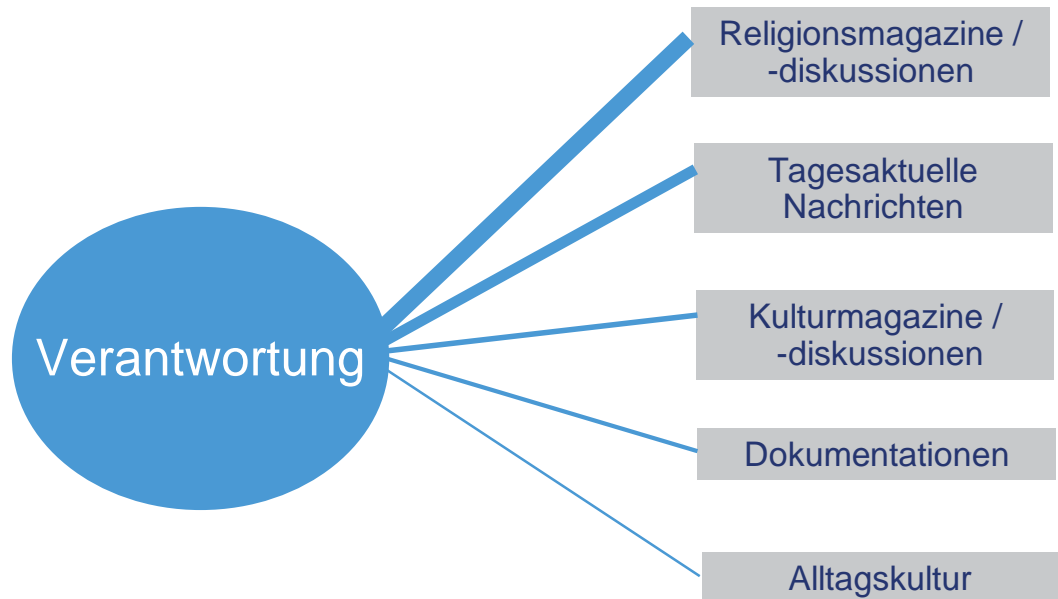 Religionsmagazine /
-diskussionen
Tagesaktuelle
Nachrichten
Verantwortung
Kulturmagazine /
-diskussionen
Dokumentationen
Alltagskultur